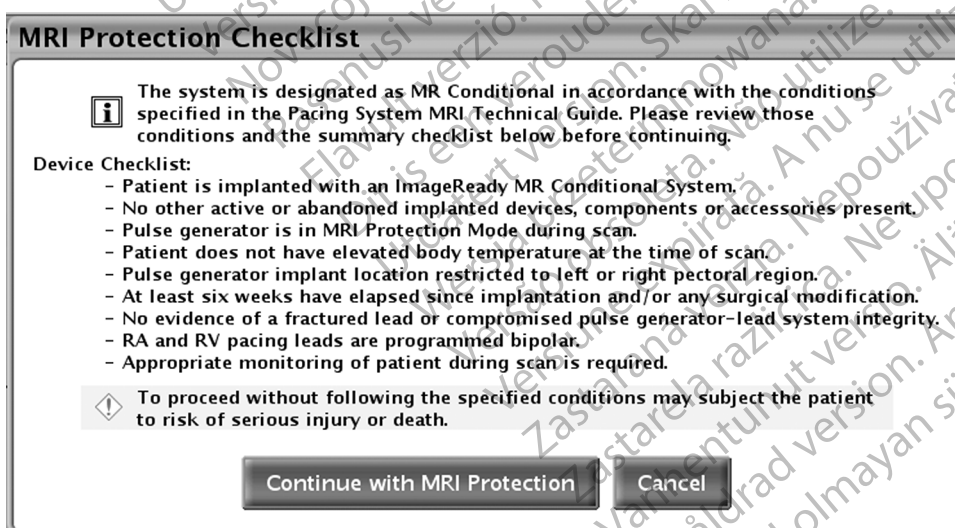 MRI Protection Checklist
The system is designated as MR Conditional in accordance with the conditions
specified in the Pacing System MRI Technical Guide. Please review those
conditions and the summary checklist below before continuing.
Device Checklist:
- Patient is implanted with an ImageReady MR Conditional System.
- No other active or abandoned implanted devices, components or accessories present.
- Pulse generator is in MRI Protection Mode during scan.
- Patient does not have elevated body temperature at the time of scan.
- Pulse generator implant location restricted to left or right pectoral region.
- At least six weeks have elapsed since implantation and/or any surgical modification.
- No evidence of a fractured lead or compromised pulse generator-lead system integrity.
- RA and RV pacing leads are programmed bipolar.
- Appropriate monitoring of patient during scan is required.
To proceed without following the specified conditions may subject the patient
to risk of serious injury or death.
Continue with MRI Protection
Cancel